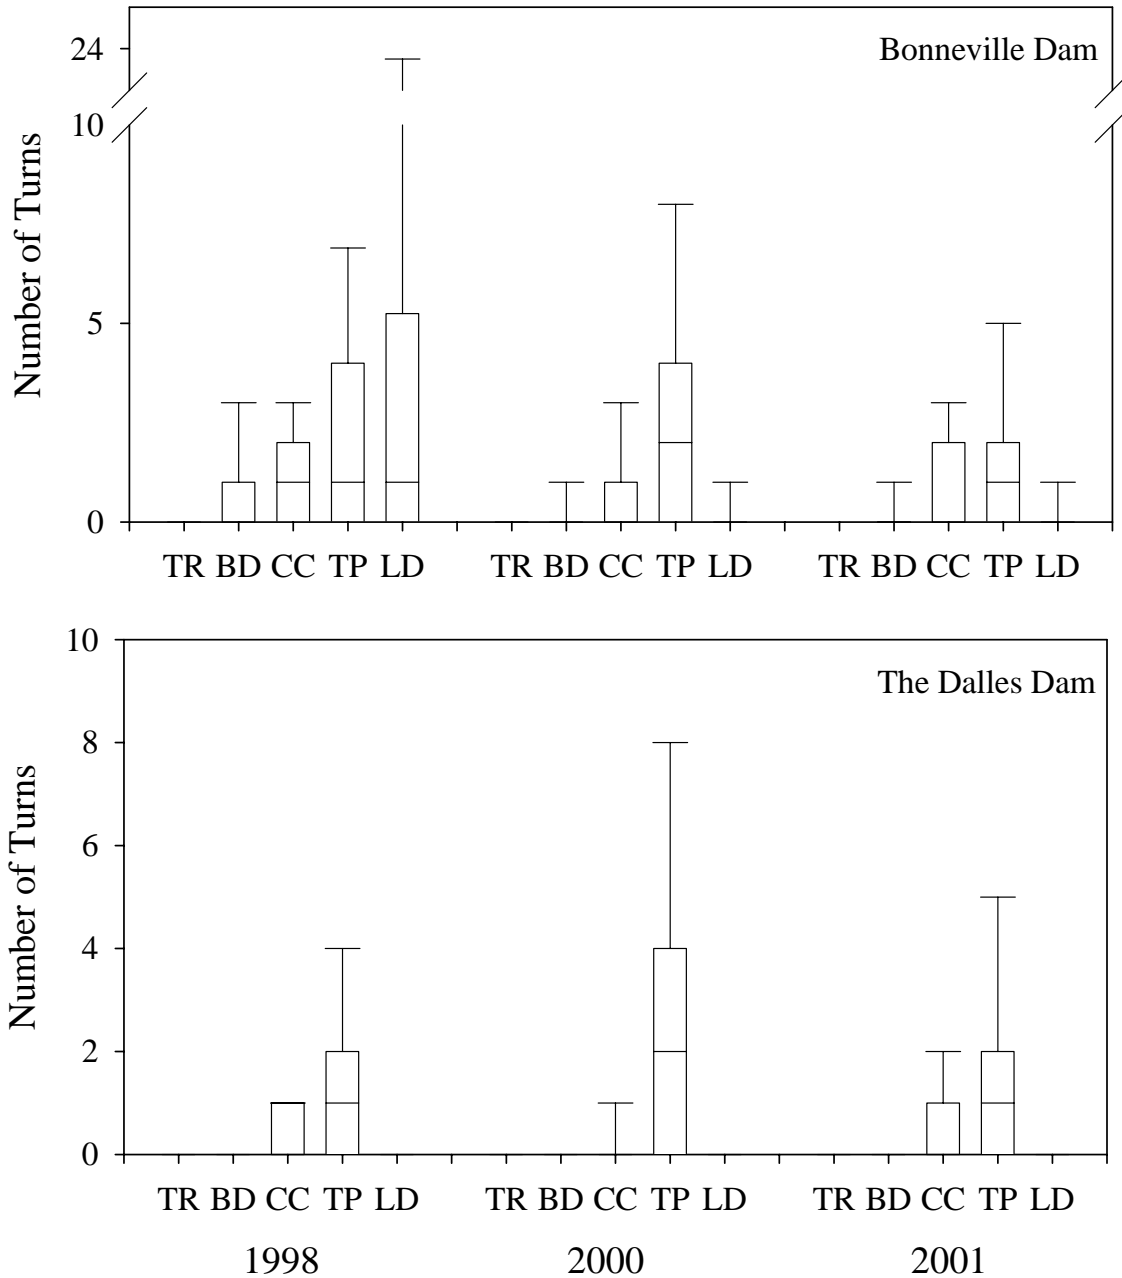 24
Bonneville Dam
10
Number of Turns
5
0
TR BD CC TP LD TR BD CC TP LD TR BD CC TP LD
10
The Dalles Dam
8
Number of Turns
6
4
2
0
TR BD CC TP LD TR BD CC TP LD TR BD CC TP LD
1998 2000 2001